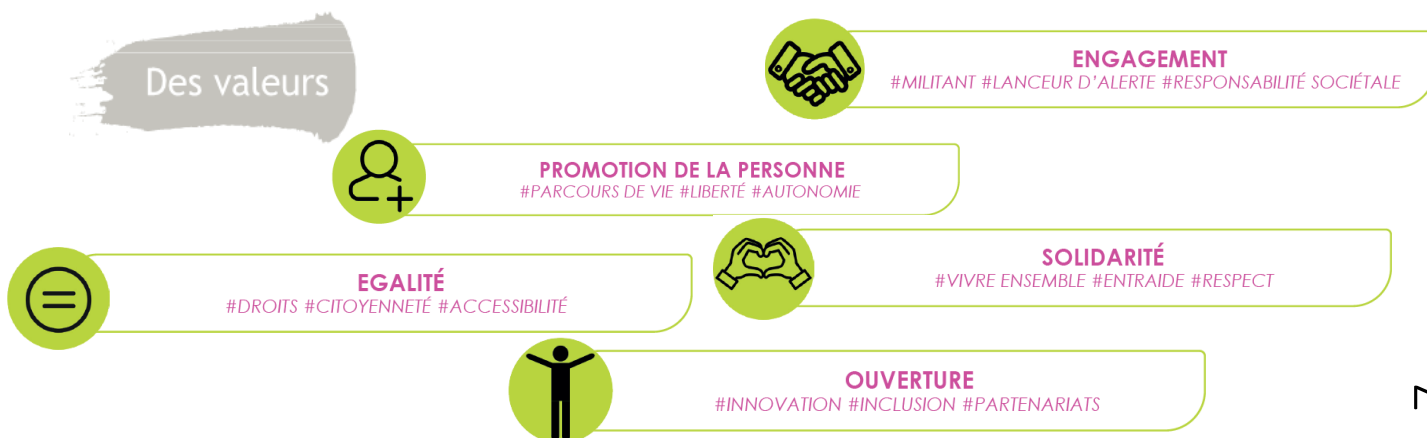 Des valeurs
ENGAGEMENT
#MILITANT #LANCEUR D'ALERTE #RESPONSABILITÉ SOCIÉTALE
PROMOTION DE LA PERSONNE
#PARCOURS DE VIE #LIBERTÉ #AUTONOMIE
SOLIDARITÉ
#VIVRE ENSEMBLE #ENTRAIDE #RESPECT
EGALITÉ
#DROITS #CITOYENNETÉ #ACCESSIBILITÉ
OUVERTURE
#INNOVATION #INCLUSION #PARTENARIATS